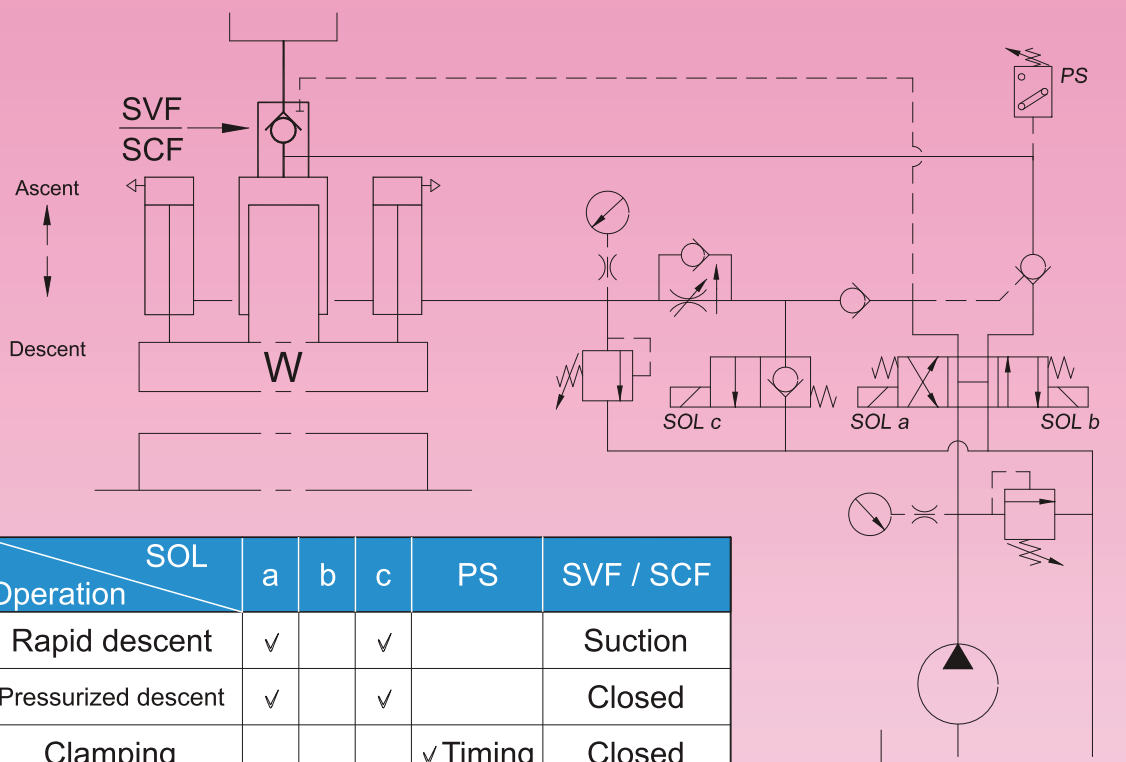 PS
SVF
SCF
Ascent
Descent
W
SOL c
SOL a
SOL b
SOL
Operation
a
b
c
PS
SVF / SCF
Rapid descent
√
√
Suction
Pressurized descent
√
√
Closed
Clamping
√ Timing
Closed